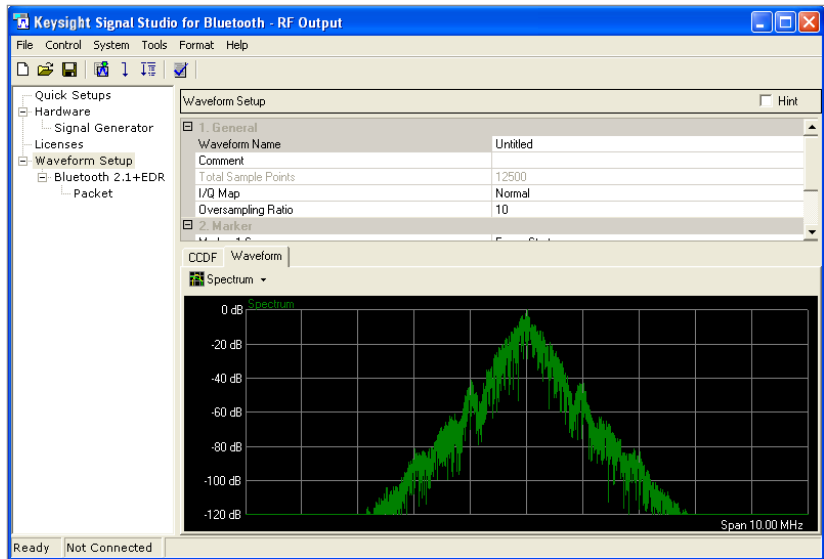 Keysight Signal Studio for Bluetooth - RF Output
File Control System Tools Format Help
Quick Setups
Hardware
Signal Generator
Licenses
Waveform Setup
Bluetooth 2.1+EDR
Packet
Waveform Setup
Hint
1. General
Waveform Name Untitled
Comment
Total Sample Points 12500
I/Q Map Normal
Oversampling Ratio 10
2. Marker
CCDF Waveform
Spectrum
Spectrum
0 dB
-20 dB
-40 dB
-60 dB
-80 dB
-100 dB
-120 dB
Span 10.00 MHz
Ready Not Connected